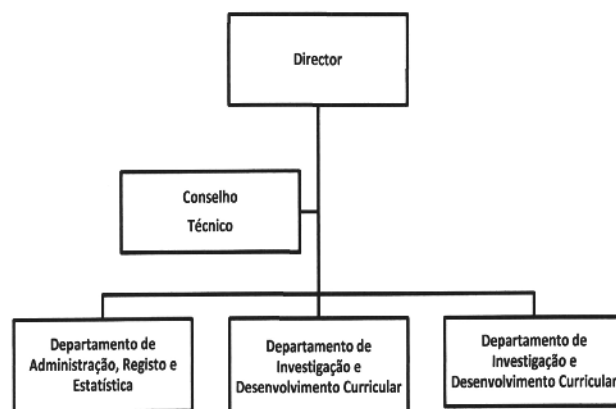 Director
Conselho
Técnico
Departamento de
Administração, Registo e
Estatística
Departamento de
Investigação e
Desenvolvimento Curricular
Departamento de
Investigação e
Desenvolvimento Curricular